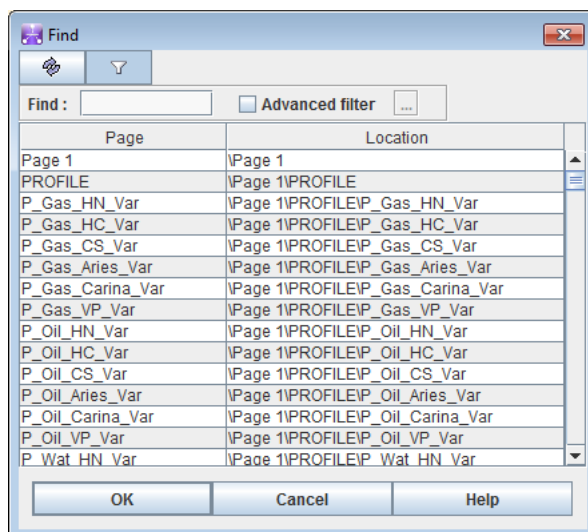 Find
Find : Advanced filter ...
Page Location
Page 1 \Page 1
PROFILE \Page 1\PROFILE
P_Gas_HN_Var \Page 1\PROFILE\P_Gas_HN_Var
P_Gas_HC_Var \Page 1\PROFILE\P_Gas_HC_Var
P_Gas_CS_Var \Page 1\PROFILE\P_Gas_CS_Var
P_Gas_Aries_Var \Page 1\PROFILE\P_Gas_Aries_Var
P_Gas_Carina_Var \Page 1\PROFILE\P_Gas_Carina_Var
P_Gas_VP_Var \Page 1\PROFILE\P_Gas_VP_Var
P_Oil_HN_Var \Page 1\PROFILE\P_Oil_HN_Var
P_Oil_HC_Var \Page 1\PROFILE\P_Oil_HC_Var
P_Oil_CS_Var \Page 1\PROFILE\P_Oil_CS_Var
P_Oil_Aries_Var \Page 1\PROFILE\P_Oil_Aries_Var
P_Oil_Carina_Var \Page 1\PROFILE\P_Oil_Carina_Var
P_Oil_VP_Var \Page 1\PROFILE\P_Oil_VP_Var
P_Wat_HN_Var \Page 1\PROFILE\P_Wat_HN_Var
OK Cancel Help